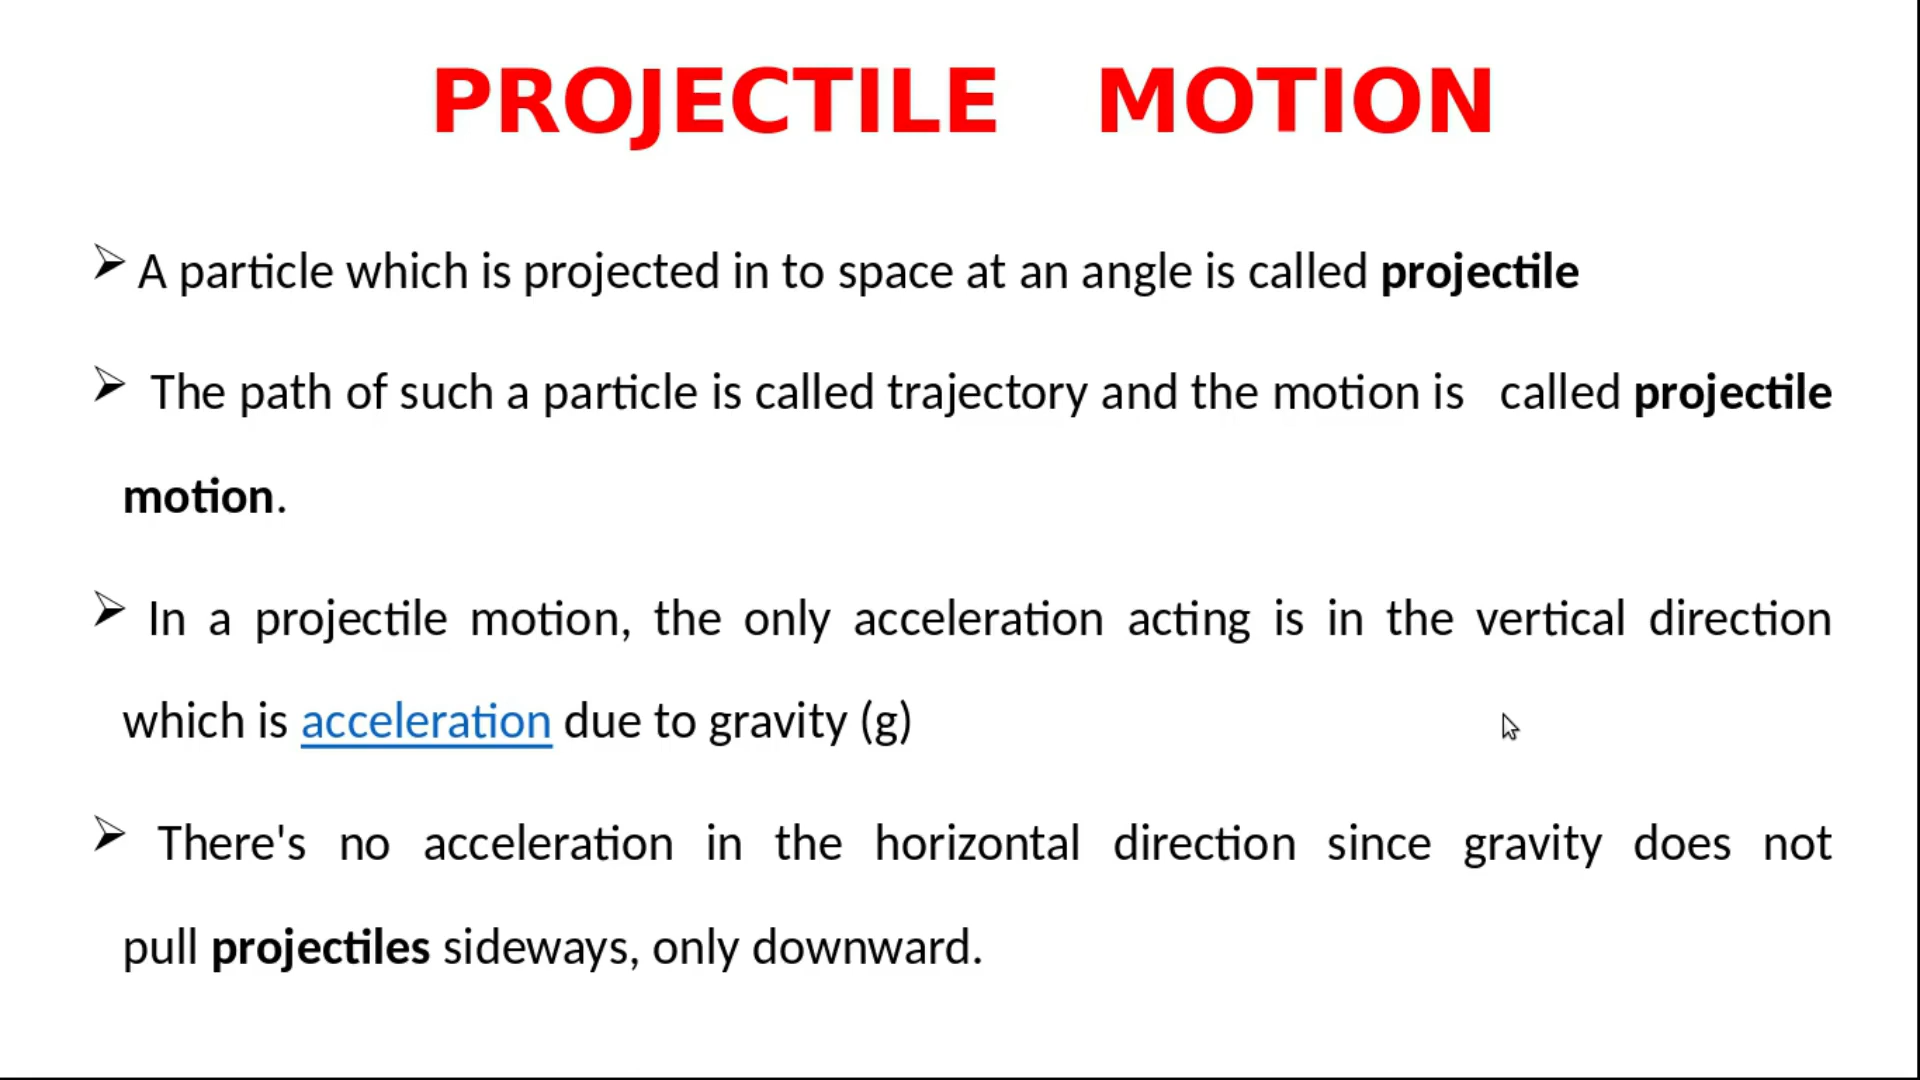 PROJECTILE MOTION
➢ A particle which is projected in to space at an angle is called projectile
➢ The path of such a particle is called trajectory and the motion is called projectile
motion.
➢ In a projectile motion, the only acceleration acting is in the vertical direction
which is acceleration due to gravity (g)
➢ There's no acceleration in the horizontal direction since gravity does not
pull projectiles sideways, only downward.